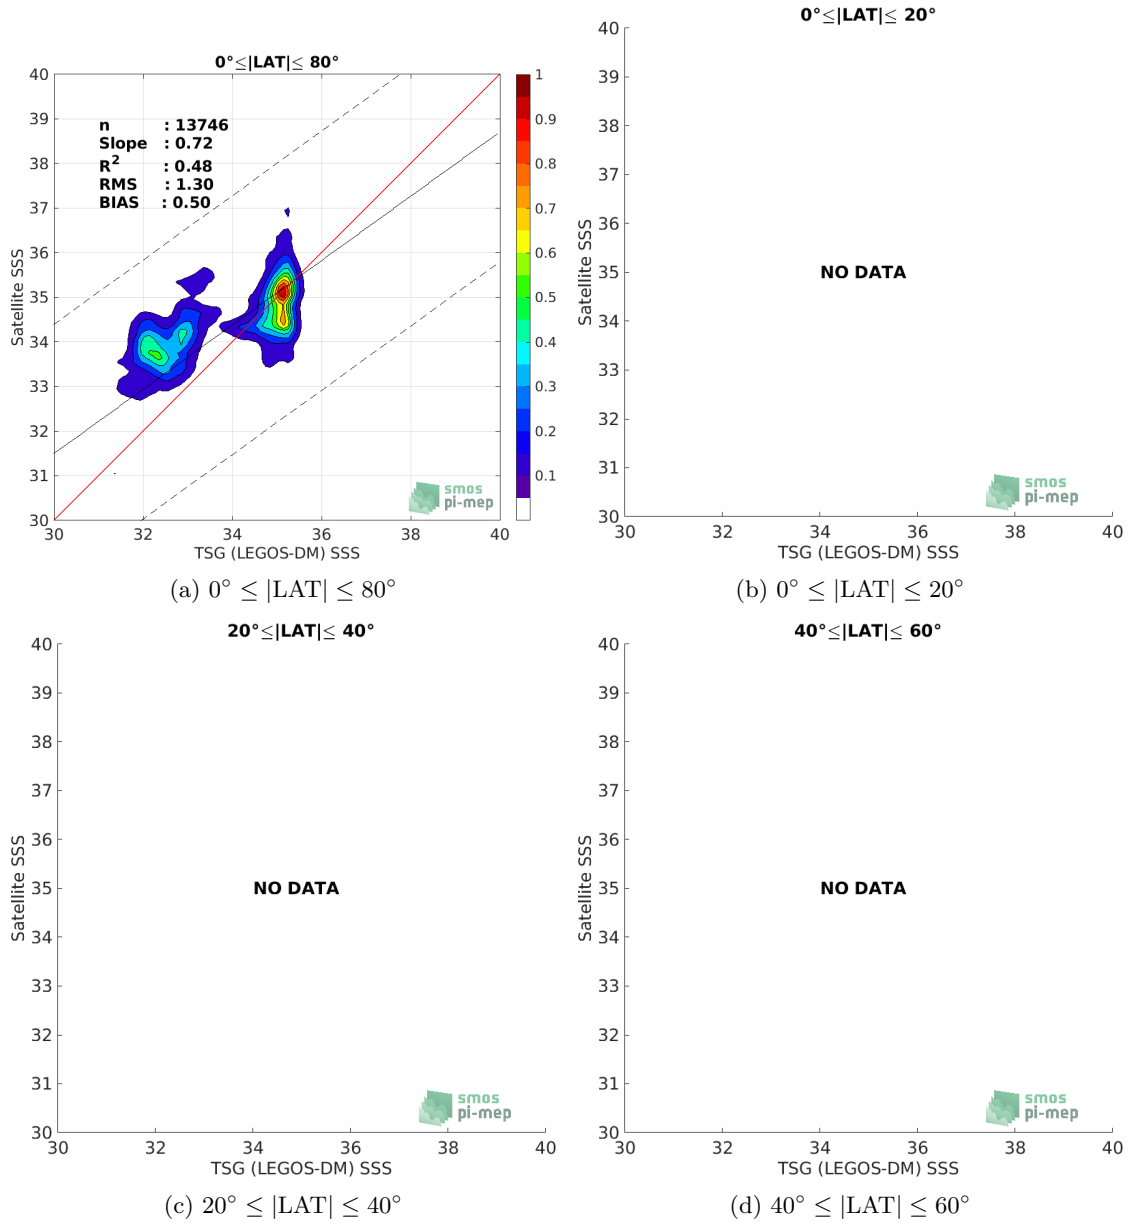 0°≤|LAT|≤ 80°
40
39
38
37
36
35
34
33
32
31
30
Satellite SSS
n : 13746
Slope : 0.72
R² : 0.48
RMS : 1.30
BIAS : 0.50
1
0.9
0.8
0.7
0.6
0.5
0.4
0.3
0.2
0.1
smos
pi-mep
30 32 34 36 38 40
TSG (LEGOS-DM) SSS
(a) 0° ≤ |LAT| ≤ 80°
0°≤|LAT|≤ 20°
40
39
38
37
36
35
34
33
32
31
30
Satellite SSS
NO DATA
smos
pi-mep
30 32 34 36 38 40
TSG (LEGOS-DM) SSS
(b) 0° ≤ |LAT| ≤ 20°
20°≤|LAT|≤ 40°
40
39
38
37
36
35
34
33
32
31
30
Satellite SSS
NO DATA
smos
pi-mep
30 32 34 36 38 40
TSG (LEGOS-DM) SSS
(c) 20° ≤ |LAT| ≤ 40°
40°≤|LAT|≤ 60°
40
39
38
37
36
35
34
33
32
31
30
Satellite SSS
NO DATA
smos
pi-mep
30 32 34 36 38 40
TSG (LEGOS-DM) SSS
(d) 40° ≤ |LAT| ≤ 60°